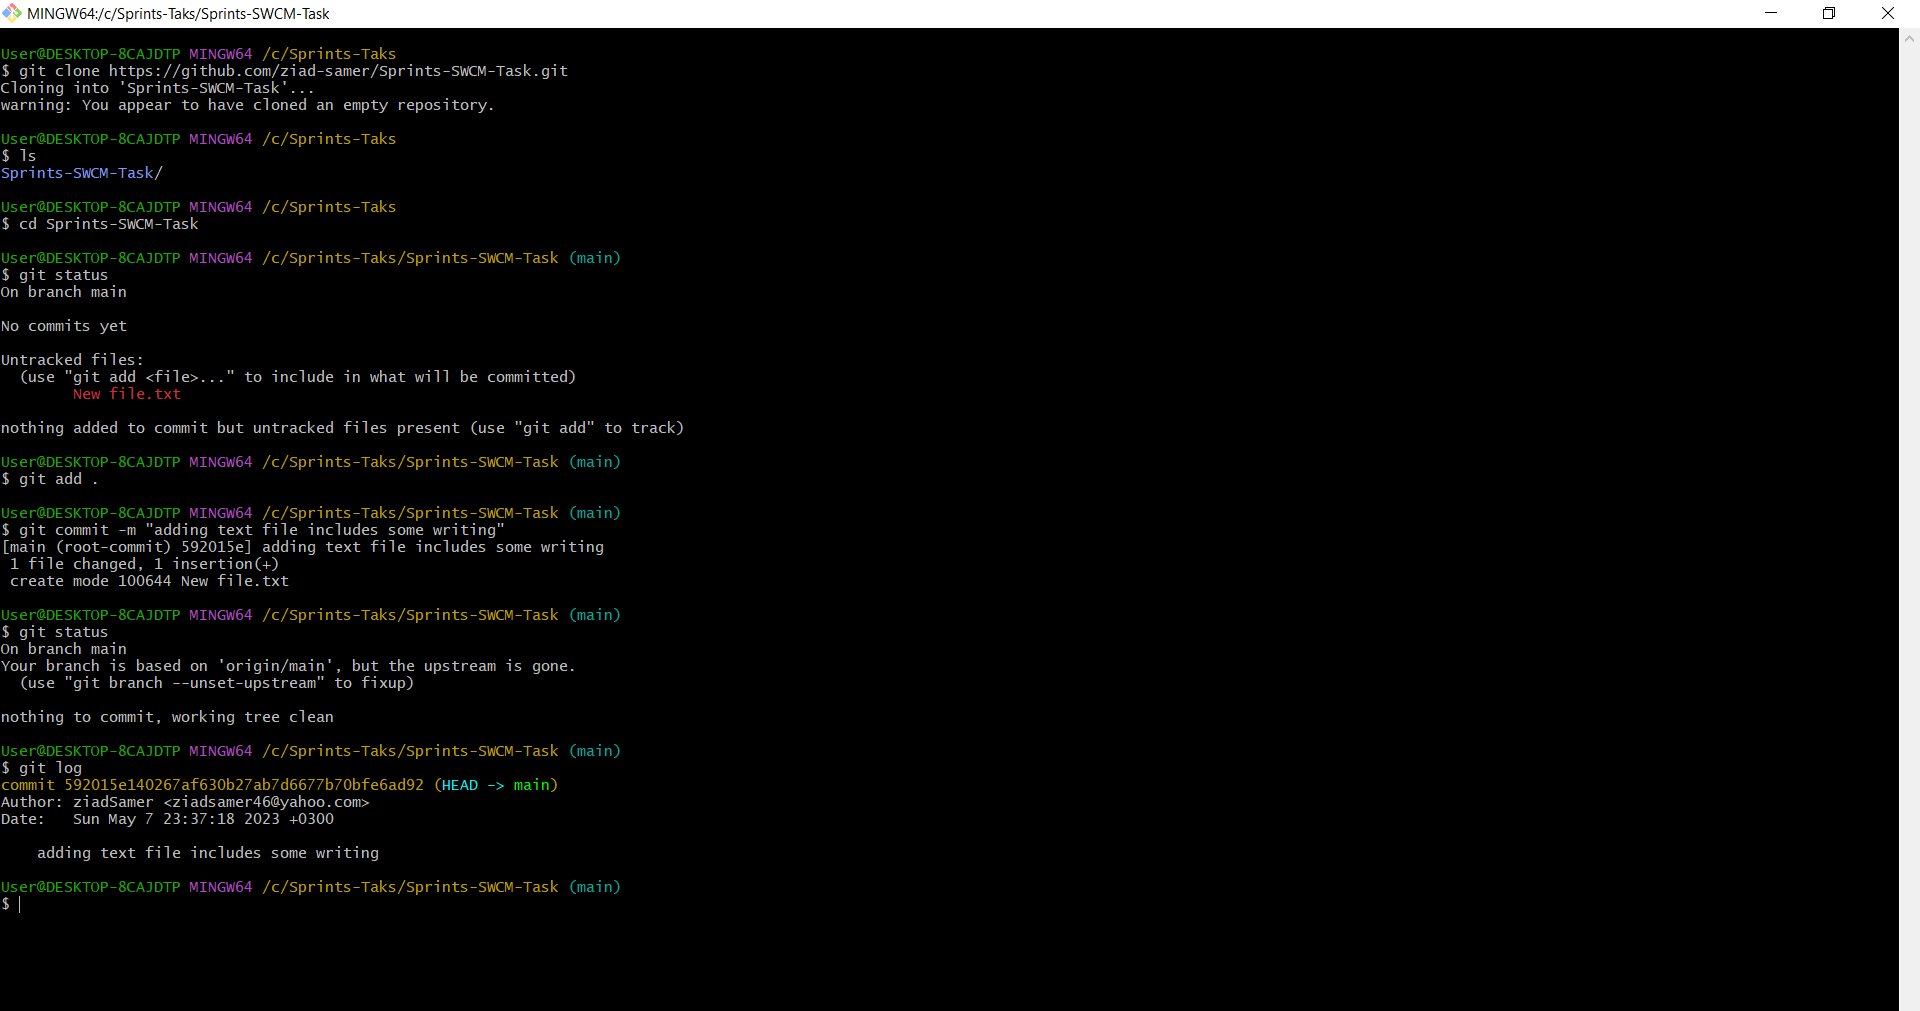 MINGW64:/c/Sprints-Taks/Sprints-SWCM-Task
User@DESKTOP-8CAJDTP MINGW64 /c/Sprints-Taks
$ git clone https://github.com/ziad-samer/Sprints-SWCM-Task.git
Cloning into 'Sprints-SWCM-Task'...
warning: You appear to have cloned an empty repository.
User@DESKTOP-8CAJDTP MINGW64 /c/Sprints-Taks
$ ls
Sprints-SWCM-Task/
User@DESKTOP-8CAJDTP MINGW64 /c/Sprints-Taks
$ cd Sprints-SWCM-Task
User@DESKTOP-8CAJDTP MINGW64 /c/Sprints-Taks/Sprints-SWCM-Task (main)
$ git status
On branch main
No commits yet
Untracked files:
  (use "git add <file>..." to include in what will be committed)
        New file.txt
nothing added to commit but untracked files present (use "git add" to track)
User@DESKTOP-8CAJDTP MINGW64 /c/Sprints-Taks/Sprints-SWCM-Task (main)
$ git add .
User@DESKTOP-8CAJDTP MINGW64 /c/Sprints-Taks/Sprints-SWCM-Task (main)
$ git commit -m "adding text file includes some writing"
[main (root-commit) 592015e] adding text file includes some writing
 1 file changed, 1 insertion(+)
 create mode 100644 New file.txt
User@DESKTOP-8CAJDTP MINGW64 /c/Sprints-Taks/Sprints-SWCM-Task (main)
$ git status
On branch main
Your branch is based on 'origin/main', but the upstream is gone.
  (use "git branch --unset-upstream" to fixup)
nothing to commit, working tree clean
User@DESKTOP-8CAJDTP MINGW64 /c/Sprints-Taks/Sprints-SWCM-Task (main)
$ git log
commit 592015e140267af630b27ab7d6677b70bfe6ad92 (HEAD -> main)
Author: ziadSamer <ziadsamer46@yahoo.com>
Date:   Sun May 7 23:37:18 2023 +0300
    adding text file includes some writing
User@DESKTOP-8CAJDTP MINGW64 /c/Sprints-Taks/Sprints-SWCM-Task (main)
$